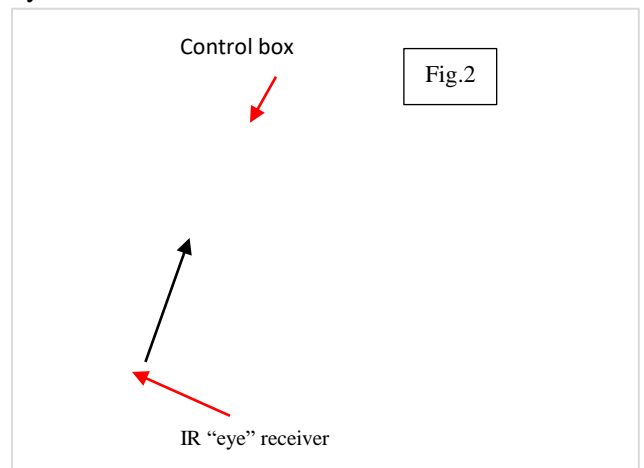 Control box
Fig.2
IR “eye” receiver